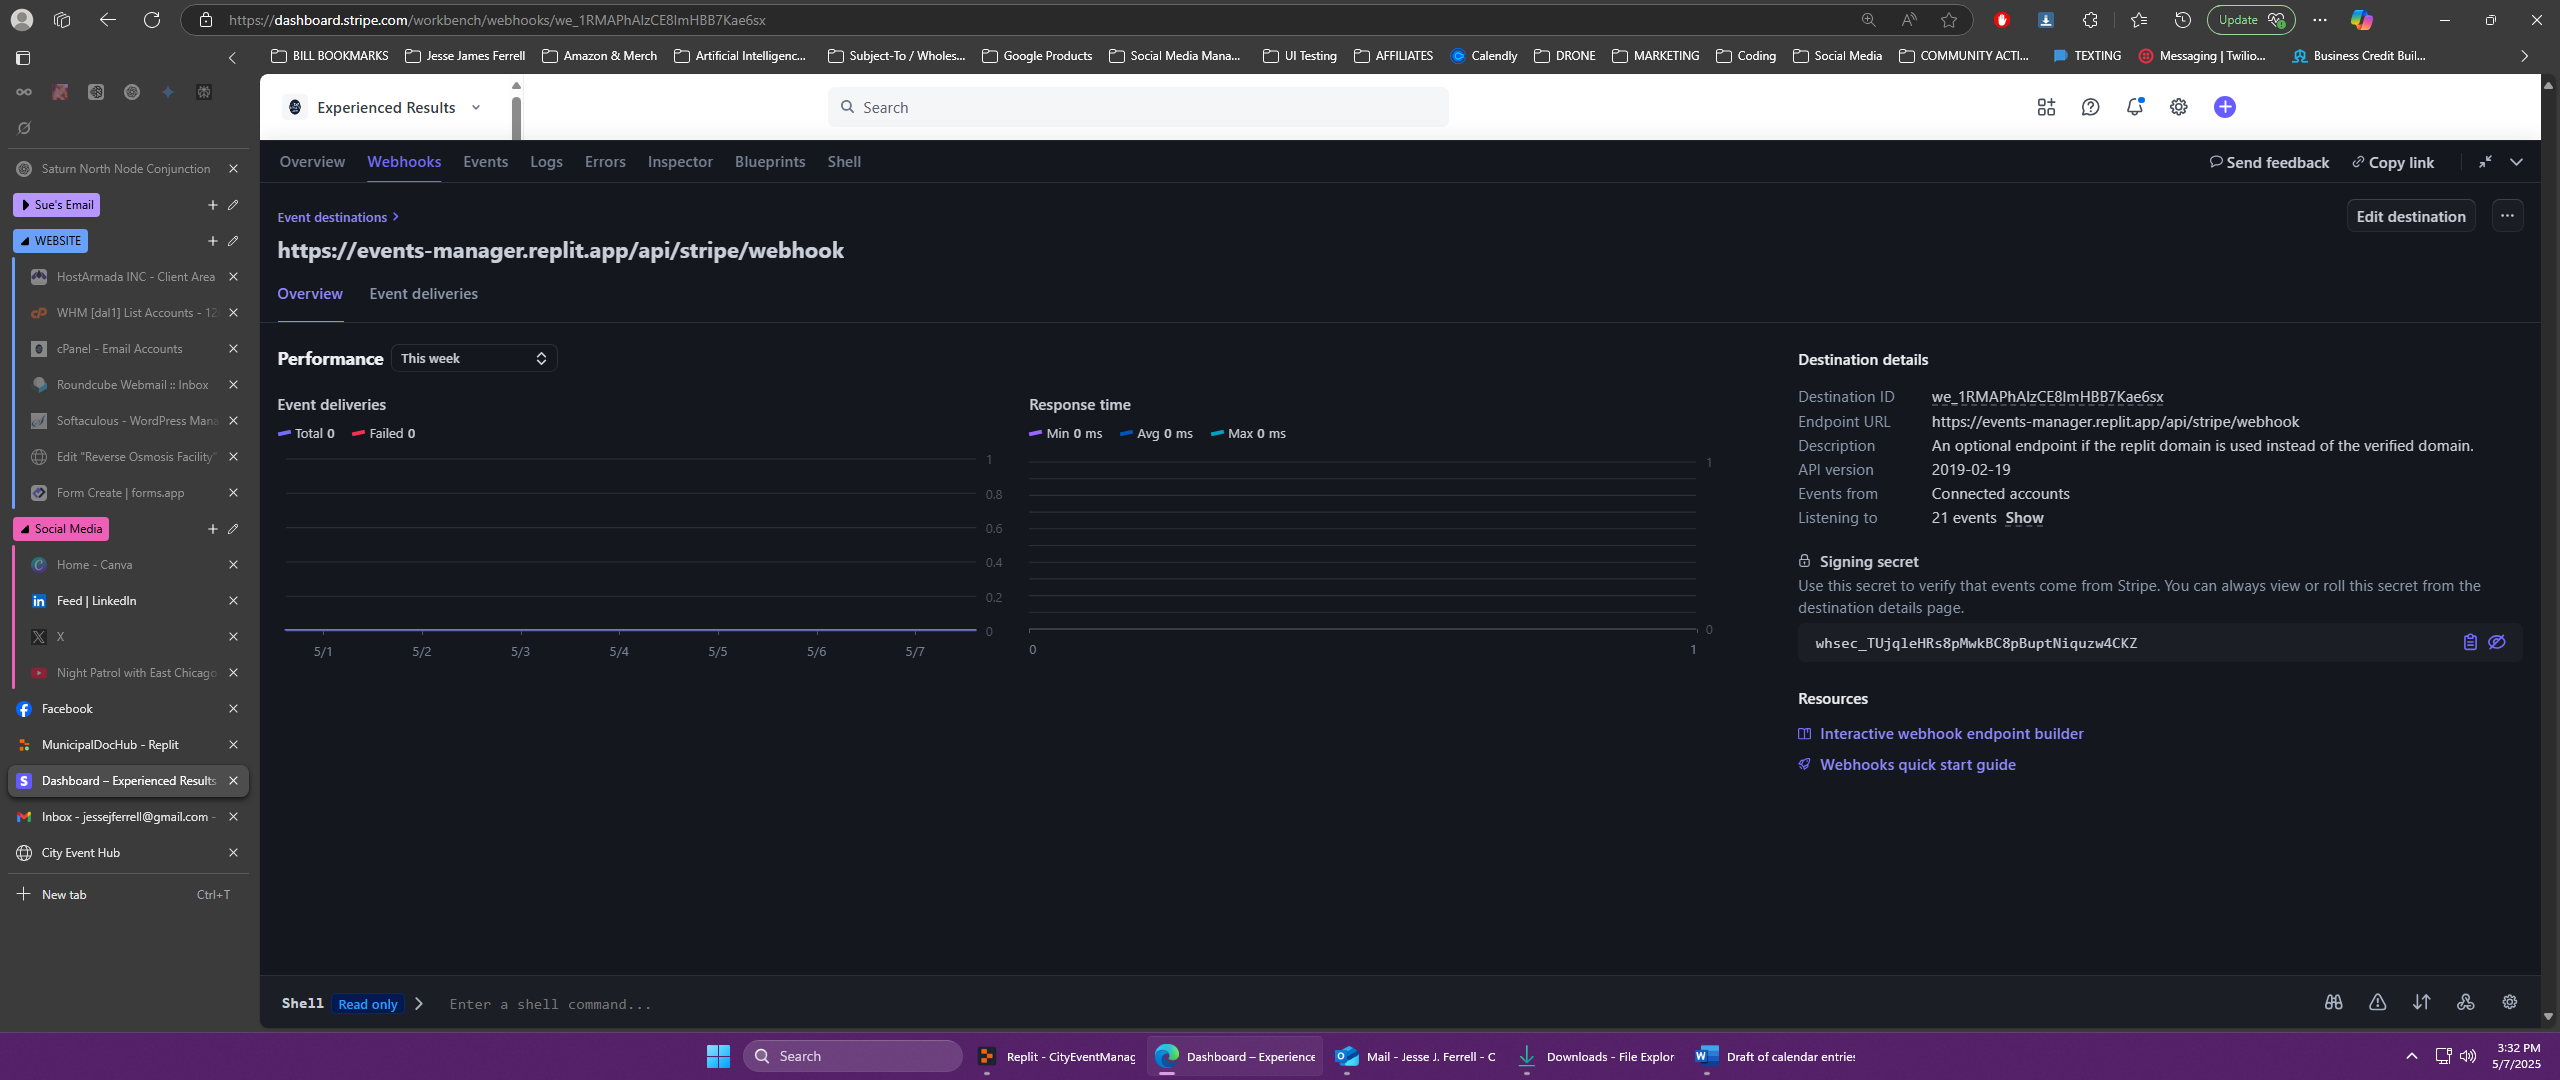 https://dashboard.stripe.com/workbench/webhooks/we_1RMAPhAIzCE8ImHBB7Kae6sx
Update
BILL BOOKMARKS
Jesse James Ferrell
Amazon & Merch
Artificial Intelligenc...
Subject-To / Wholes...
Google Products
Social Media Mana...
UI Testing
AFFILIATES
Calendly
DRONE
MARKETING
Coding
Social Media
COMMUNITY ACTI...
TEXTING
Messaging | Twilio...
Business Credit Buil...
Saturn North Node Conjunction
Sue's Email
WEBSITE
HostArmada INC - Client Area
WHM [dal1] List Accounts - 12
cPanel - Email Accounts
Roundcube Webmail :: Inbox
Softaculous - WordPress Mana
Edit "Reverse Osmosis Facility"
Form Create | forms.app
Social Media
Home - Canva
Feed | LinkedIn
X
Night Patrol with East Chicago
Facebook
MunicipalDocHub - Replit
Dashboard – Experienced Results
Inbox - jessejferrell@gmail.com -
City Event Hub
New tab Ctrl+T
Experienced Results
Search
Overview Webhooks Events Logs Errors Inspector Blueprints Shell
Send feedback Copy link
Event destinations
Edit destination
https://events-manager.replit.app/api/stripe/webhook
Overview Event deliveries
Performance This week
Event deliveries
Total 0 Failed 0
1
0.8
0.6
0.4
0.2
0
5/1 5/2 5/3 5/4 5/5 5/6 5/7
Response time
Min 0 ms Avg 0 ms Max 0 ms
1
0
0 1
Destination details
Destination ID we_1RMAPhAIzCE8ImHBB7Kae6sx
Endpoint URL https://events-manager.replit.app/api/stripe/webhook
Description An optional endpoint if the replit domain is used instead of the verified domain.
API version 2019-02-19
Events from Connected accounts
Listening to 21 events Show
Signing secret
Use this secret to verify that events come from Stripe. You can always view or roll this secret from the
destination details page.
whsec_TUjqleHRs8pMwkBC8pBuptNiquzw4CKZ
Resources
Interactive webhook endpoint builder
Webhooks quick start guide
Shell Read only Enter a shell command...
Search
Replit - CityEventManag
Dashboard – Experience
Mail - Jesse J. Ferrell - C
Downloads - File Explor
Draft of calendar entries
3:32 PM
5/7/2025